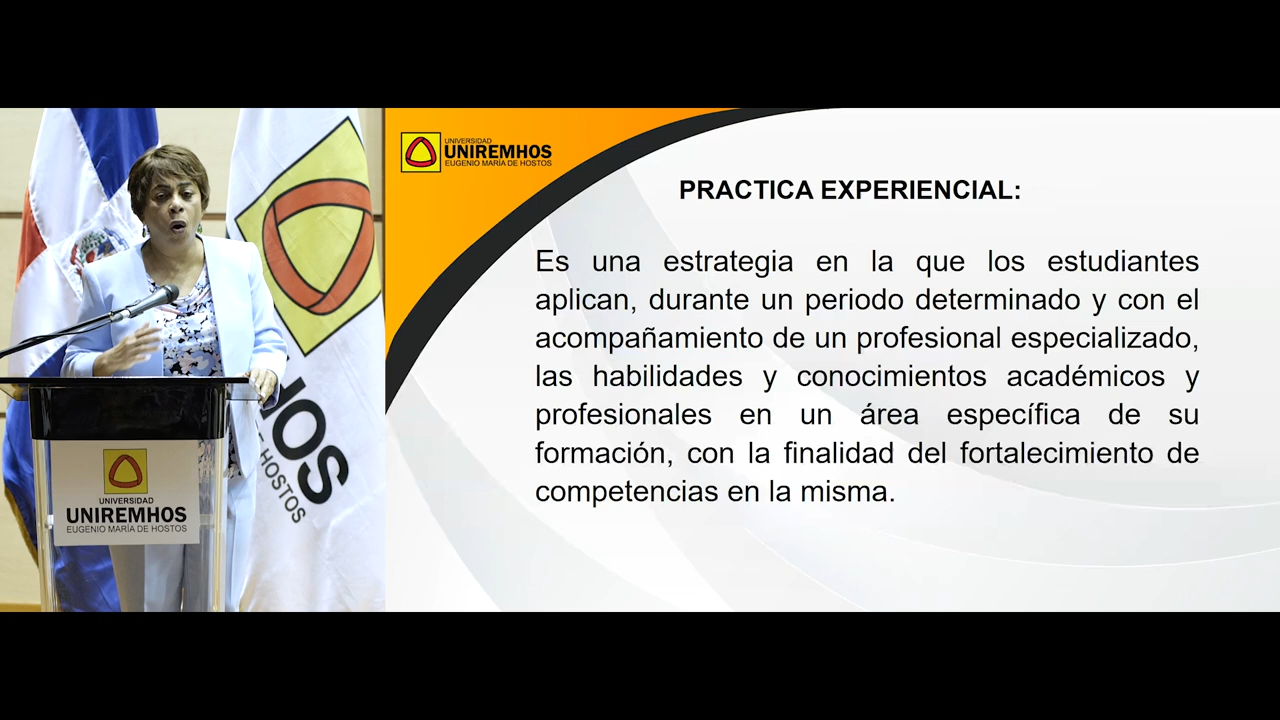 UNIVERSIDAD
UNIREMHOS
EUGENIO MARÍA DE HOSTOS
PRACTICA EXPERIENCIAL:
Es una estrategia en la que los estudiantes
aplican, durante un periodo determinado y con el
acompañamiento de un profesional especializado,
las habilidades y conocimientos académicos y
profesionales en un área específica de su
formación, con la finalidad del fortalecimiento de
competencias en la misma.
HOS
E HOSTOS
UNIVERSIDAD
UNIREMHOS
EUGENIO MARÍA DE HOSTOS